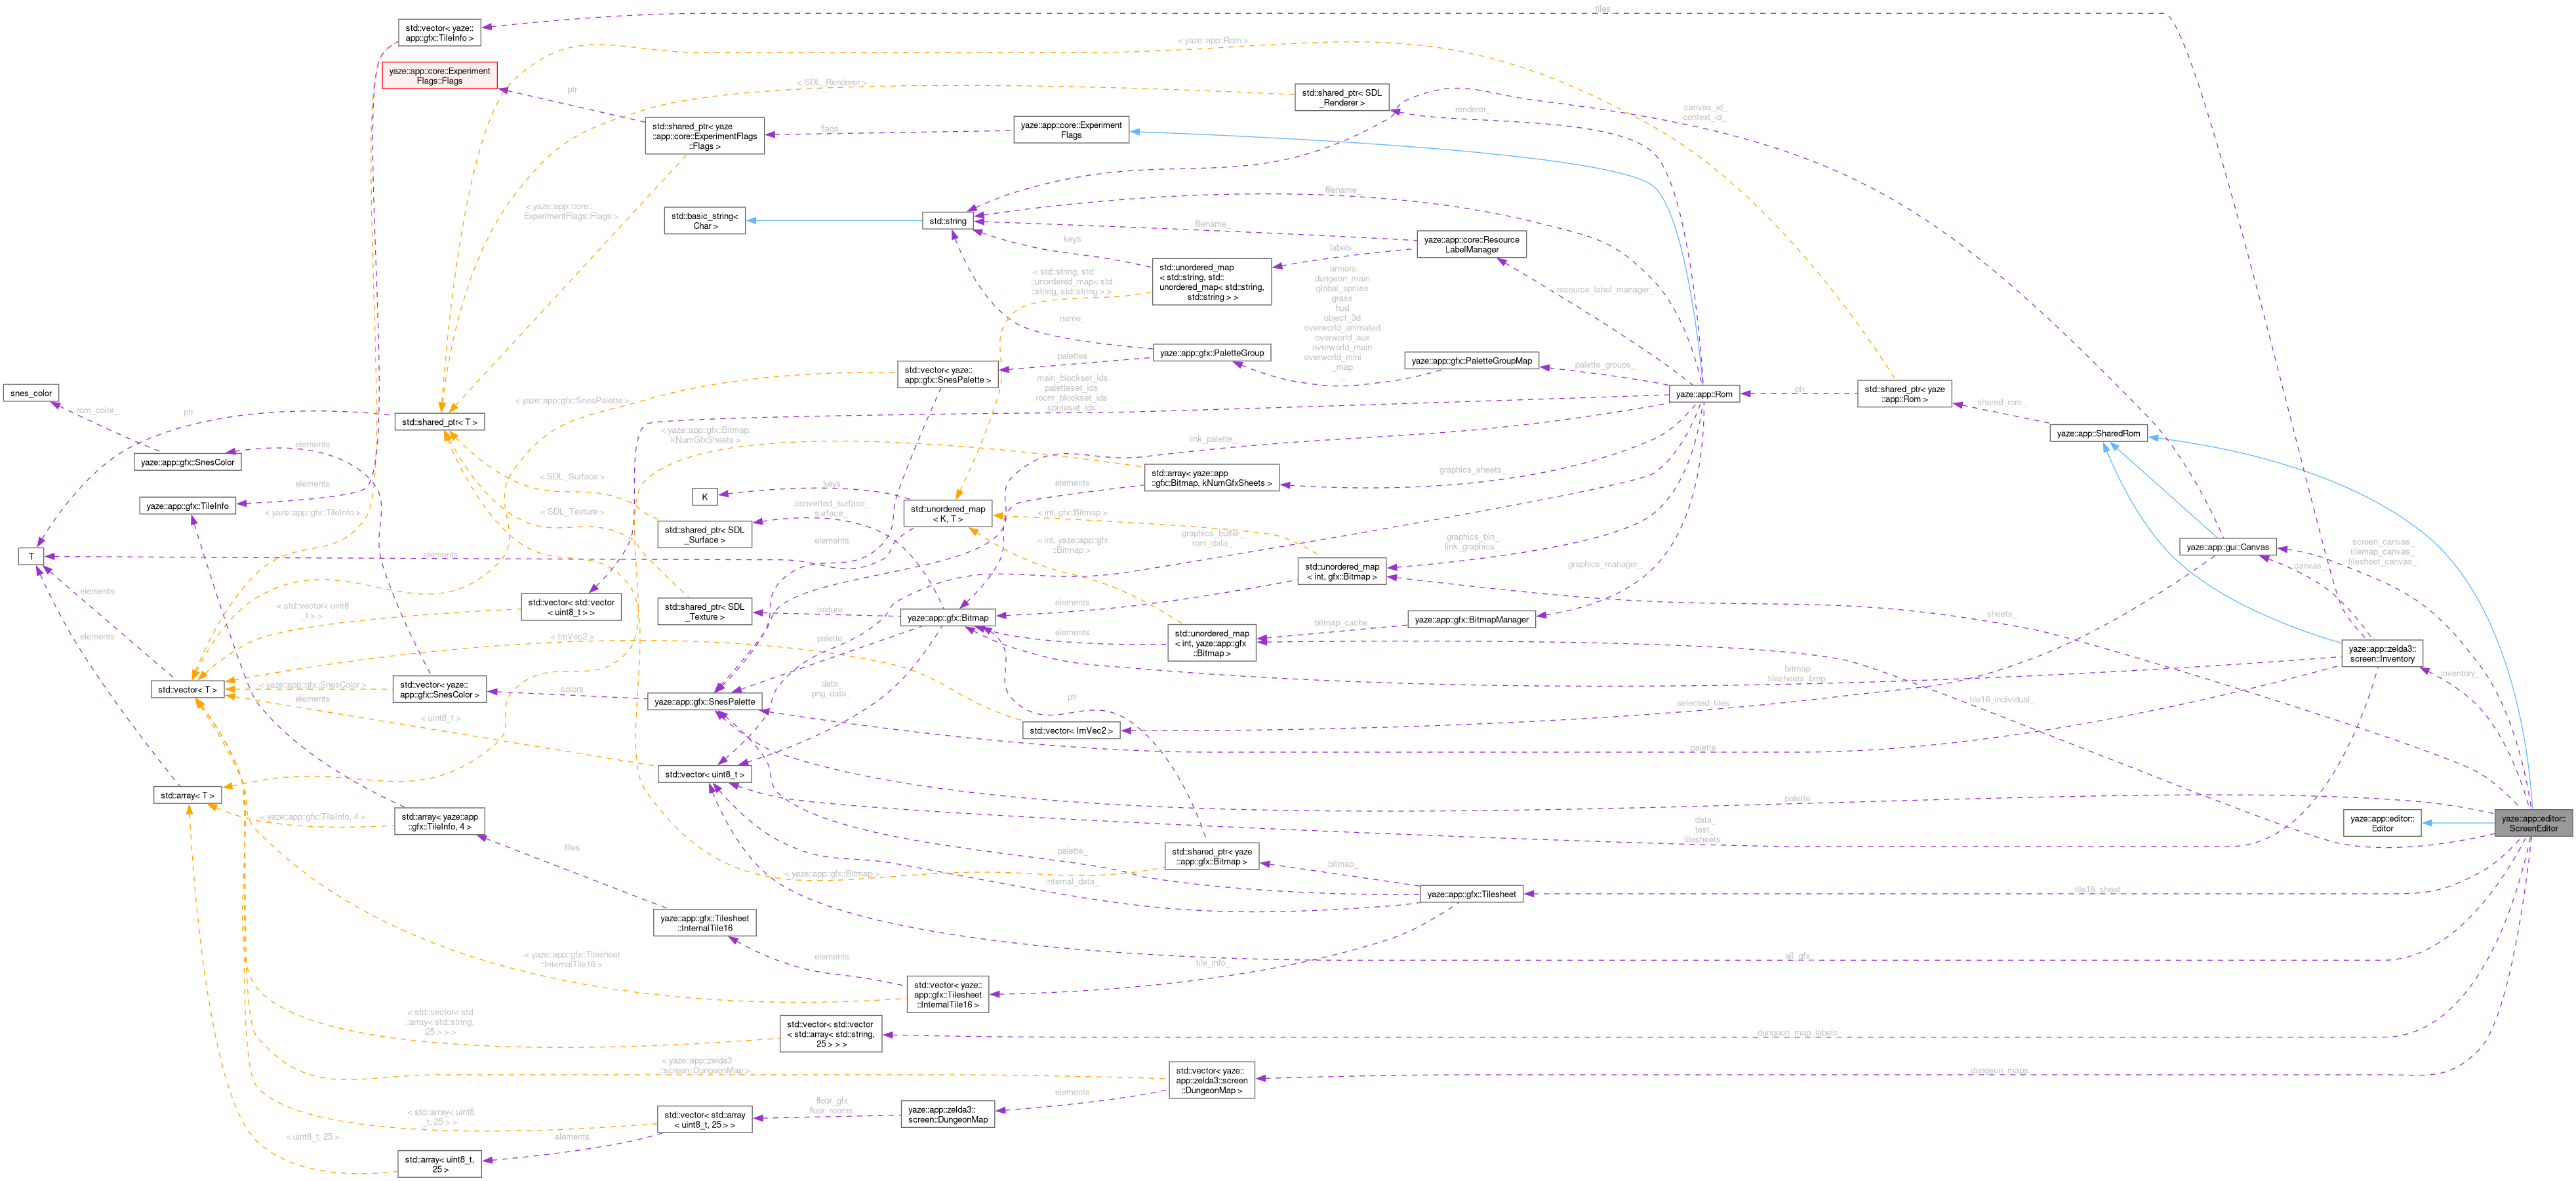 tiles_
std::vector< yaze::
app::gfx::TileInfo >
< yaze::app::Rom >
yaze::app::core::Experiment
Flags::Flags
ptr
< SDL_Renderer >
std::shared_ptr< SDL
_Renderer >
renderer_
canvas_id_
context_id_
std::shared_ptr< yaze
::app::core::ExperimentFlags
::Flags >
flags_
yaze::app::core::Experiment
Flags
filename_
< yaze::app::core::
ExperimentFlags::Flags >
std::basic_string<
Char >
std::string
filename_
yaze::app::core::Resource
LabelManager
keys
labels_
std::unordered_map
< std::string, std::
unordered_map< std::string,
std::string > >
< std::string, std
::unordered_map< std
::string, std::string > >
armors
dungeon_main
global_sprites
grass
hud
object_3d
overworld_animated
overworld_aux
overworld_main
overworld_mini
_map
...
resource_label_manager_
name_
yaze::app::gfx::PaletteGroup
palettes
yaze::app::gfx::PaletteGroupMap
palette_groups_
std::vector< yaze::
app::gfx::SnesPalette >
main_blockset_ids
paletteset_ids
room_blockset_ids
spriteset_ids
yaze::app::Rom
ptr
std::shared_ptr< yaze
::app::Rom >
shared_rom_
yaze::app::SharedRom
snes_color
rom_color_
ptr
< yaze::app::gfx::SnesPalette >
std::shared_ptr< T >
< yaze::app::gfx::Bitmap,
kNumGfxSheets >
link_palette_
elements
yaze::app::gfx::SnesColor
< SDL_Surface >
std::array< yaze::app
::gfx::Bitmap, kNumGfxSheets >
graphics_sheets_
elements
elements
K
keys
yaze::app::gfx::TileInfo
< yaze::app::gfx::TileInfo >
< SDL_Texture >
converted_surface_
surface_
std::unordered_map
< K, T >
< int, gfx::Bitmap >
std::shared_ptr< SDL
_Surface >
elements
< int, yaze::app::gfx
::Bitmap >
graphics_buffer_
rom_data_
graphics_bin_
link_graphics_
screen_canvas_
tilemap_canvas_
tilesheet_canvas_
yaze::app::gui::Canvas
T
elements
std::unordered_map
< int, gfx::Bitmap >
graphics_manager_
canvas_
elements
< std::vector< uint8
_t > >
std::vector< std::vector
< uint8_t > >
std::shared_ptr< SDL
_Texture >
texture_
elements
yaze::app::gfx::Bitmap
sheets_
elements
< ImVec2 >
palette_
elements
std::unordered_map
< int, yaze::app::gfx
::Bitmap >
bitmap_cache_
yaze::app::gfx::BitmapManager
yaze::app::zelda3::
screen::Inventory
bitmap_
tilesheets_bmp_
inventory_
std::vector< T >
< yaze::app::gfx::SnesColor >
std::vector< yaze::
app::gfx::SnesColor >
colors
data_
png_data_
yaze::app::gfx::SnesPalette
ptr
elements
< uint8_t >
std::vector< ImVec2 >
selected_tiles_
tile16_individual_
palette_
std::vector< uint8_t >
std::array< T >
palette_
< yaze::app::gfx::TileInfo, 4 >
std::array< yaze::app
::gfx::TileInfo, 4 >
tiles
data_
test_
tilesheets_
yaze::app::editor::
Editor
yaze::app::editor::
ScreenEditor
palette_
std::shared_ptr< yaze
::app::gfx::Bitmap >
bitmap_
< yaze::app::gfx::Bitmap >
internal_data_
yaze::app::gfx::Tilesheet
tile16_sheet_
yaze::app::gfx::Tilesheet
::InternalTile16
< yaze::app::gfx::Tilesheet
::InternalTile16 >
elements
tile_info_
all_gfx_
std::vector< yaze::
app::gfx::Tilesheet
::InternalTile16 >
< std::vector< std
::array< std::string,
25 > > >
std::vector< std::vector
< std::array< std::string,
25 > > >
dungeon_map_labels_
< yaze::app::zelda3
::screen::DungeonMap >
std::vector< yaze::
app::zelda3::screen
::DungeonMap >
dungeon_maps_
elements
< std::array< uint8
_t, 25 > >
std::vector< std::array
< uint8_t, 25 > >
floor_gfx
floor_rooms
yaze::app::zelda3::
screen::DungeonMap
< uint8_t, 25 >
elements
std::array< uint8_t,
25 >